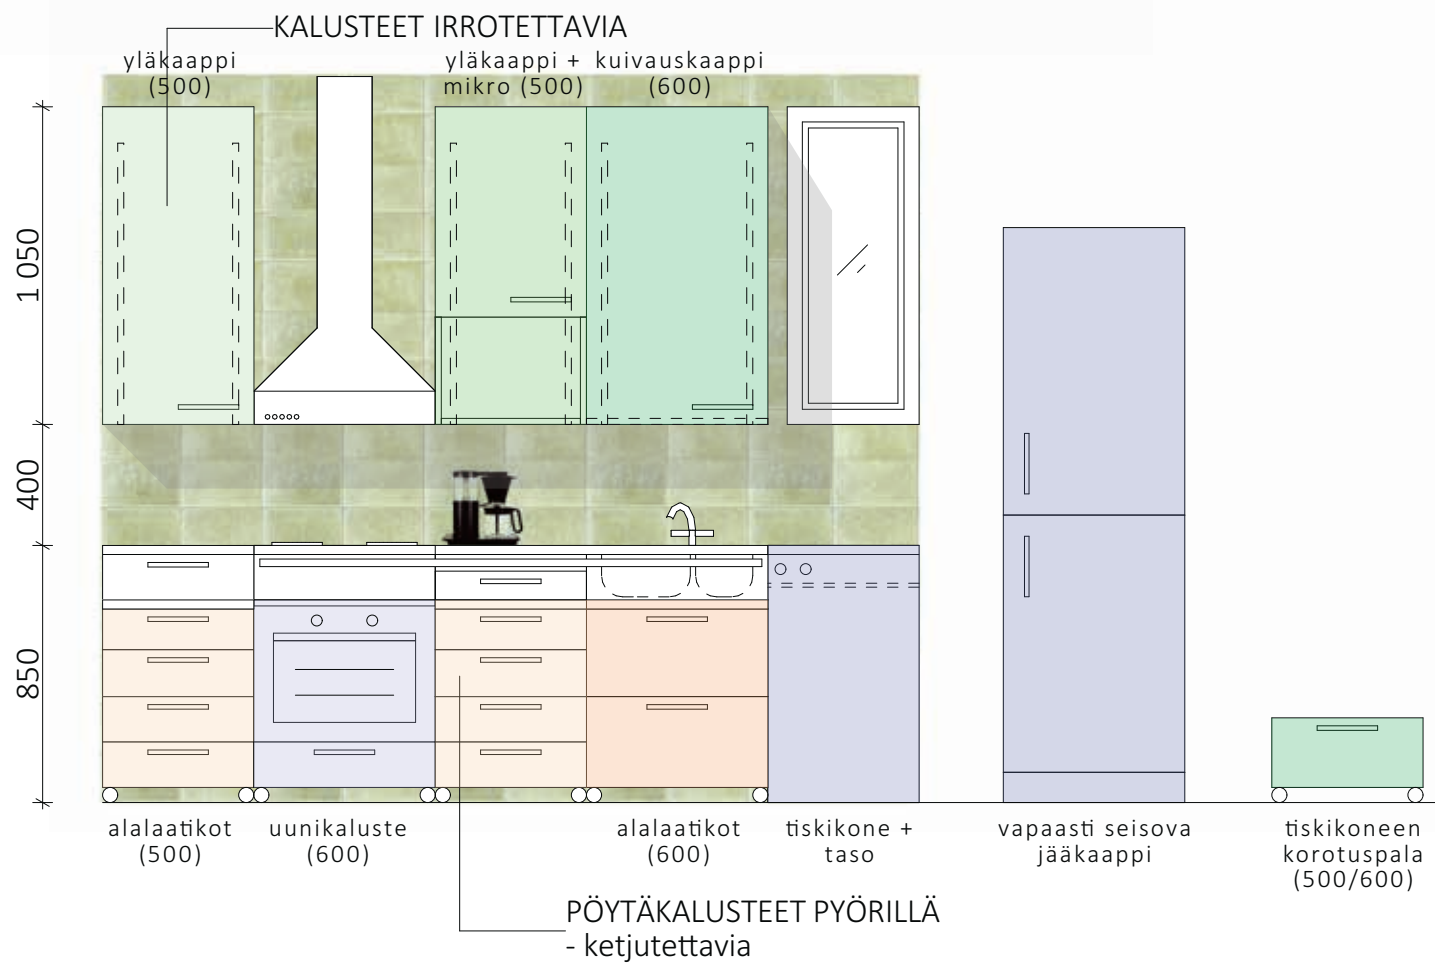 KALUSTEET IRROTETTAVIA
yläkaappi
(500)
yläkaappi +
mikro (500)
kuivauskaappi
(600)
1 050
400
850
alalaatikot
(500)
uunikaluste
(600)
alalaatikot
(600)
tiskikone +
taso
vapaasti seisova
jääkaappi
tiskikoneen
korotuspala
(500/600)
PÖYTÄKALUSTEET PYÖRILLÄ
- ketjutettavia